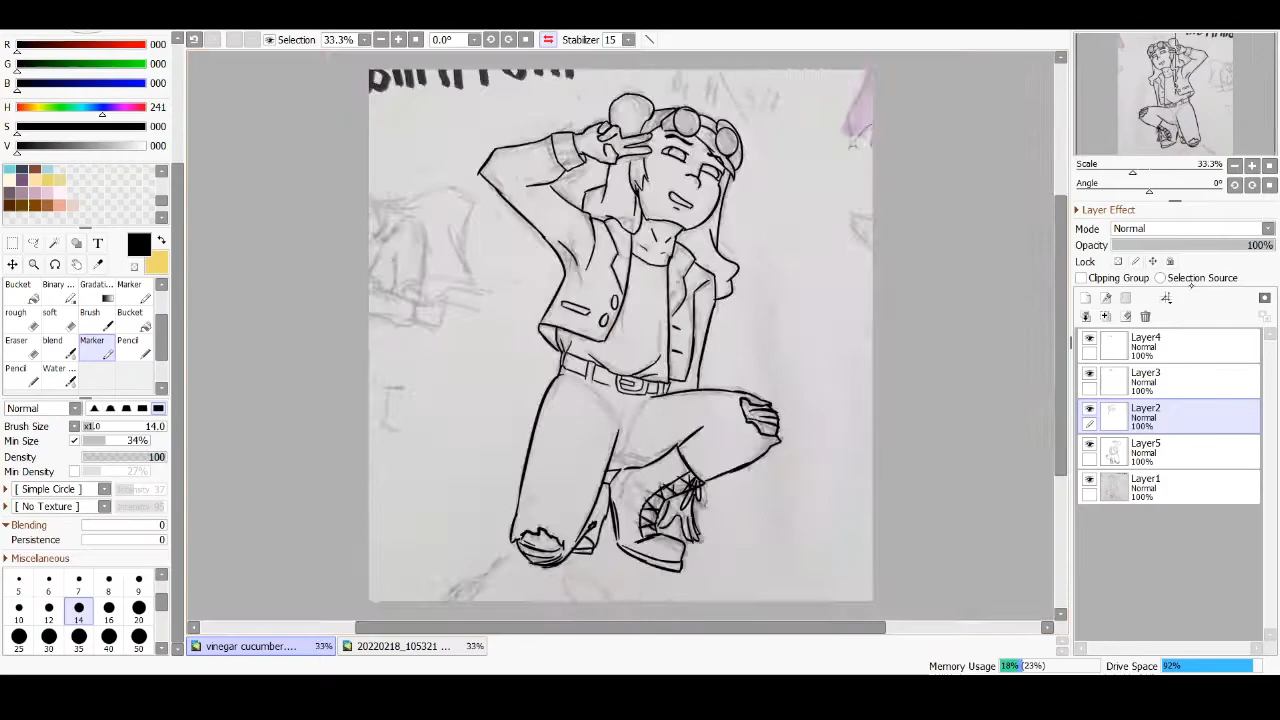 R 000 Selection 33.3% 0.0° Stabilizer 15
G 000
B 000
H 241
S 000
V 000
Scale 33.3%
Angle 0°
Layer Effect
Mode Normal
Opacity 100%
Lock
Clipping Group Selection Source
T
Bucket Binary ... Gradati... Marker
rough soft Brush Bucket
Eraser blend Marker Pencil
Pencil Water ...
Normal
Brush Size x1.0 14.0
Min Size 34%
Density 100
Min Density 27%
[ Simple Circle ] Intensity 37
[ No Texture ] Intensity 95
Blending 0
Persistence 0
Miscellaneous
5 6 7 8 9
10 12 14 16 20
25 30 35 40 50
Layer4
Normal
100%
Layer3
Normal
100%
Layer2
Normal
100%
Layer5
Normal
100%
Layer1
Normal
100%
vinegar cucumber.... 33% 20220218_105321 ... 33%
Memory Usage 18% (23%) Drive Space 92%